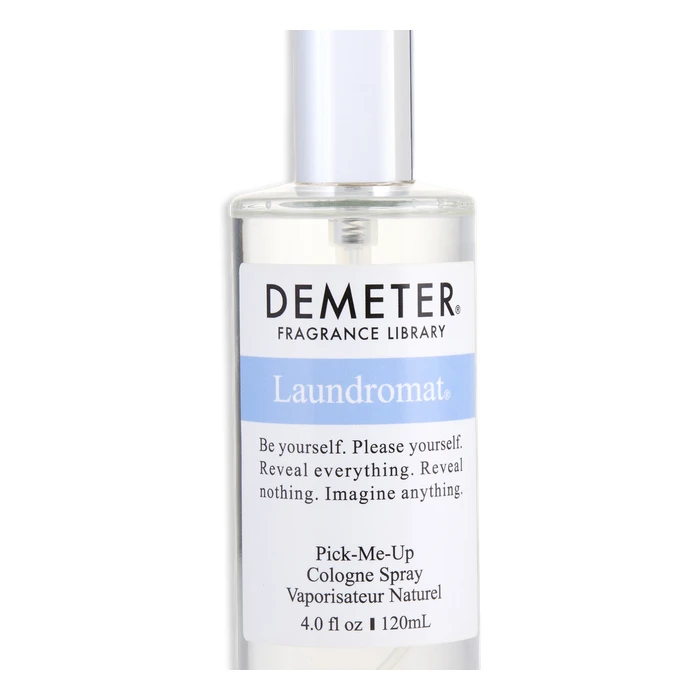 DEMETER®
FRAGRANCE LIBRARY
Laundromat®
Be yourself. Please yourself.
Reveal everything. Reveal
nothing. Imagine anything.
Pick-Me-Up
Cologne Spray
Vaporisateur Naturel
4.0 fl oz ▮ 120mL